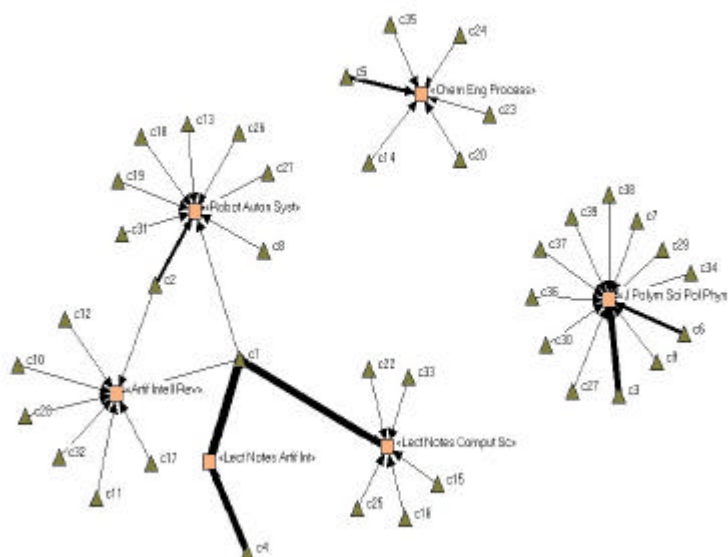 c35
c24
c5
«Chem Eng Process»
c23
c14
c20
c13
c18
c26
c19
c27
«Robot Auton Syst»
c31
c8
c2
c38
c39
c7
c37
c29
c34
c36
«J Polym Sci Pol Phys
c6
c30
c9
c27
c3
c12
c1
c10
c22
c33
«Artif Intell Rev»
c28
«Lect Notes Comput Sc»
c32
c17
«Lect Notes Artif Int»
c15
c11
c25
c16
c4